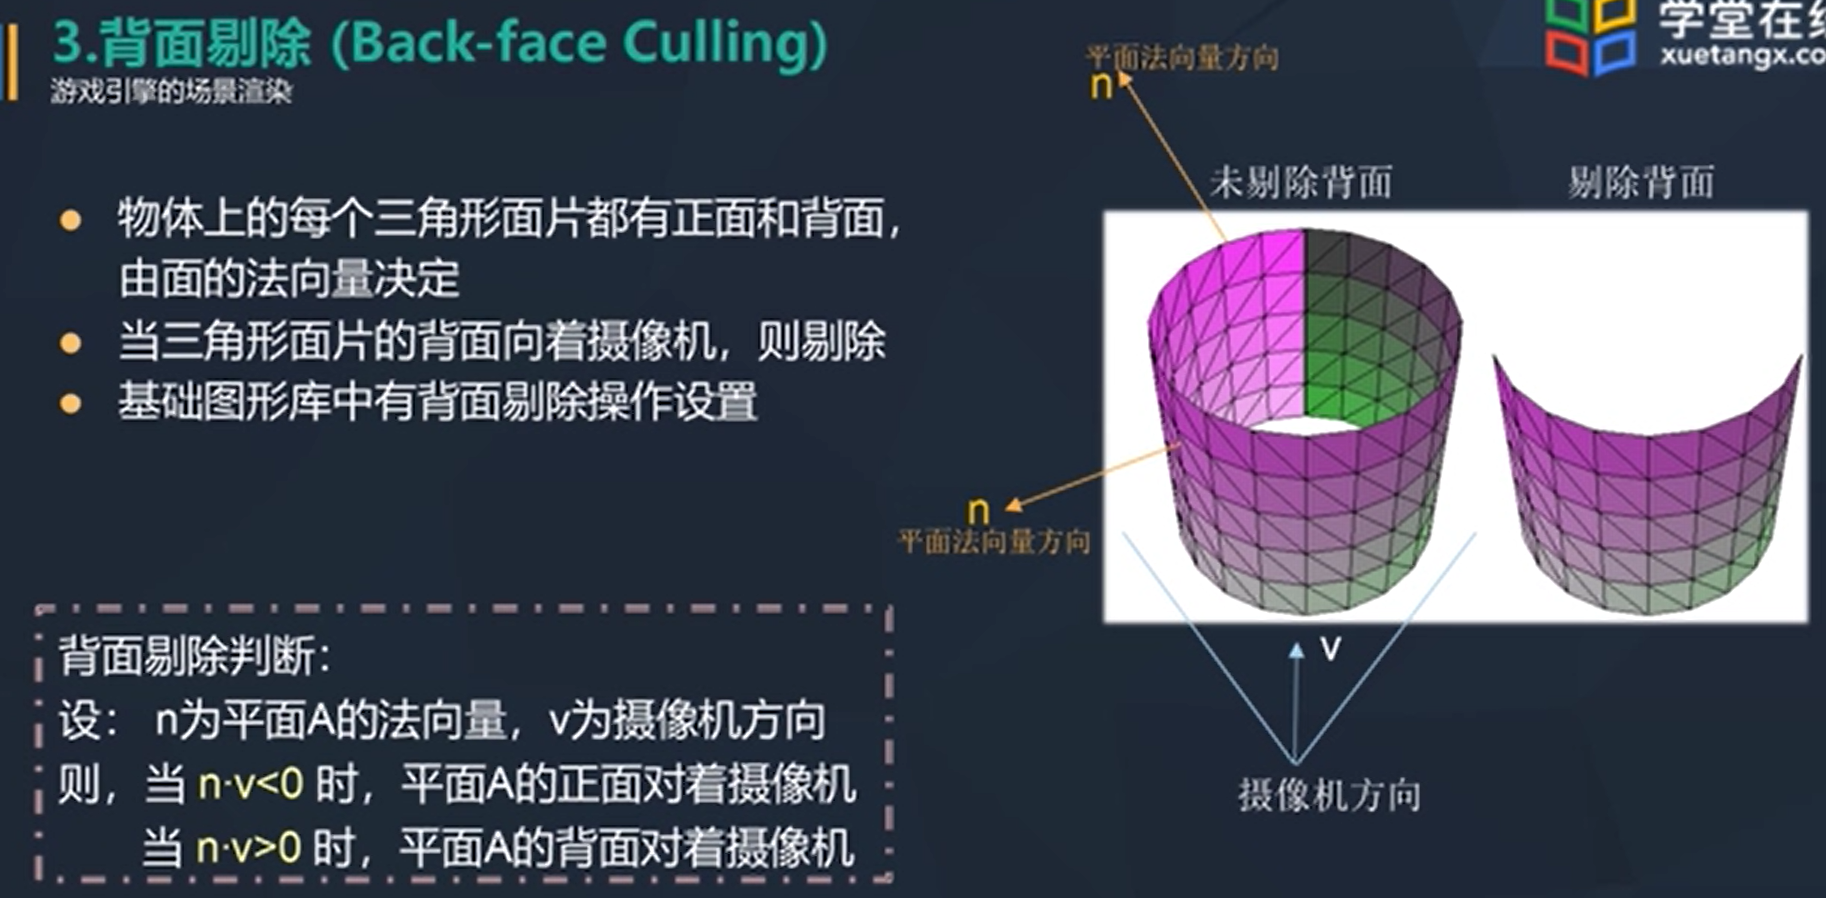 3.背面剔除 (Back-face Culling)
游戏引擎的场景渲染
物体上的每个三角形面片都有正面和背面，
由面的法向量决定
当三角形面片的背面向着摄像机，则剔除
基础图形库中有背面剔除操作设置
背面剔除判断：
设： n为平面A的法向量，v为摄像机方向
则，当 n·v<0 时，平面A的正面对着摄像机
当 n·v>0 时，平面A的背面对着摄像机
平面法向量方向
n
未剔除背面
剔除背面
n
平面法向量方向
v
摄像机方向
学堂在
xuetangx.co